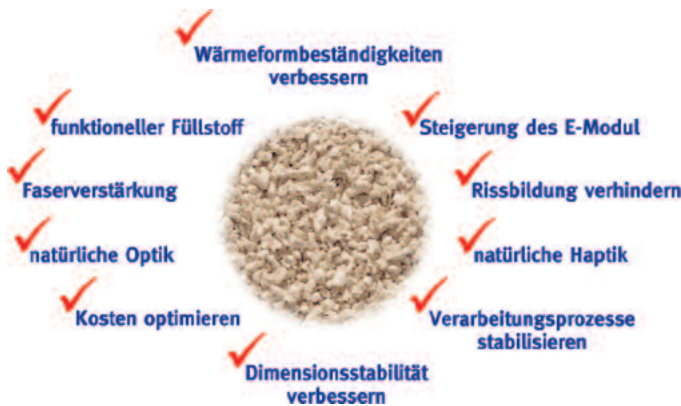 Wärmeformbeständigkeiten
verbessern
funktioneller Füllstoff
Steigerung des E-Modul
Faserverstärkung
Rissbildung verhindern
natürliche Optik
natürliche Haptik
Kosten optimieren
Verarbeitungsprozesse
stabilisieren
Dimensionsstabilität
verbessern